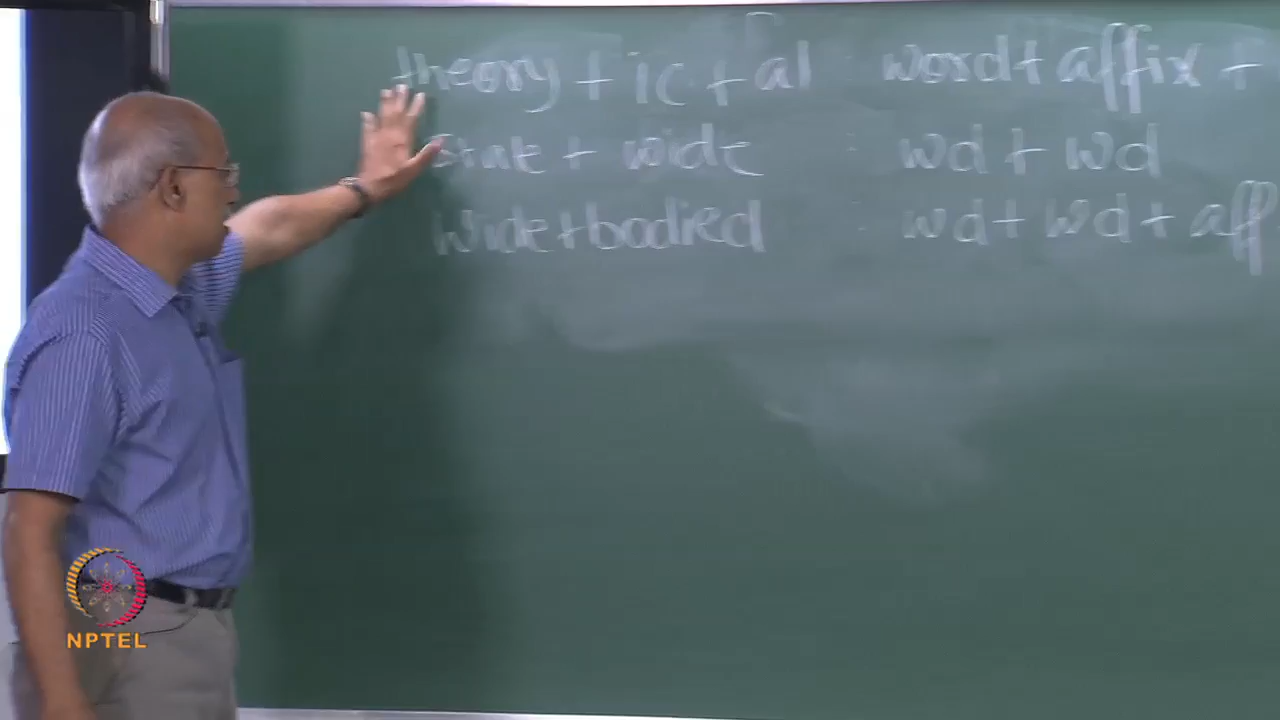 theory + ic + al : word + affix +
state + wide : wd + wd
wide + bodied : wd + wd + aff
NPTEL